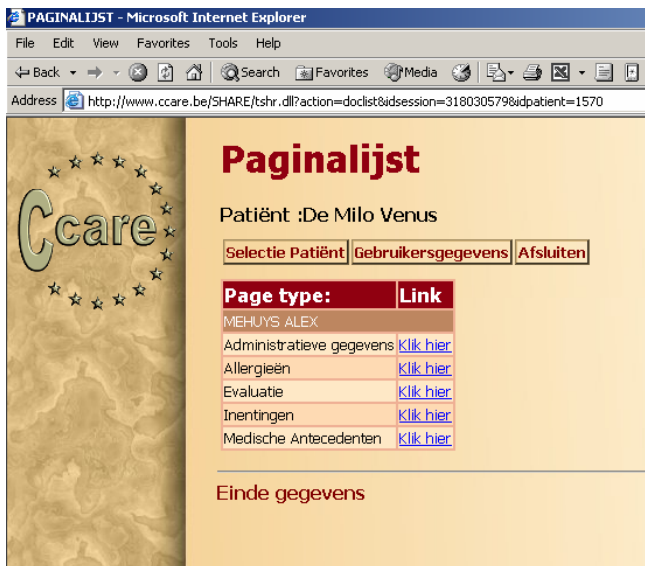 PAGINALIJST - Microsoft Internet Explorer
File Edit View Favorites Tools Help
Back Search Favorites Media
Address http://www.ccare.be/SHARE/tshr.dll?action=doclist&idsession=318030579&idpatient=1570
Ccare
Paginalijst
Patiënt :De Milo Venus
Selectie Patiënt Gebruikersgegevens Afsluiten
Page type: Link
MEHUYS ALEX
Administratieve gegevens Klik hier
Allergieën Klik hier
Evaluatie Klik hier
Inentingen Klik hier
Medische Antecedenten Klik hier
Einde gegevens